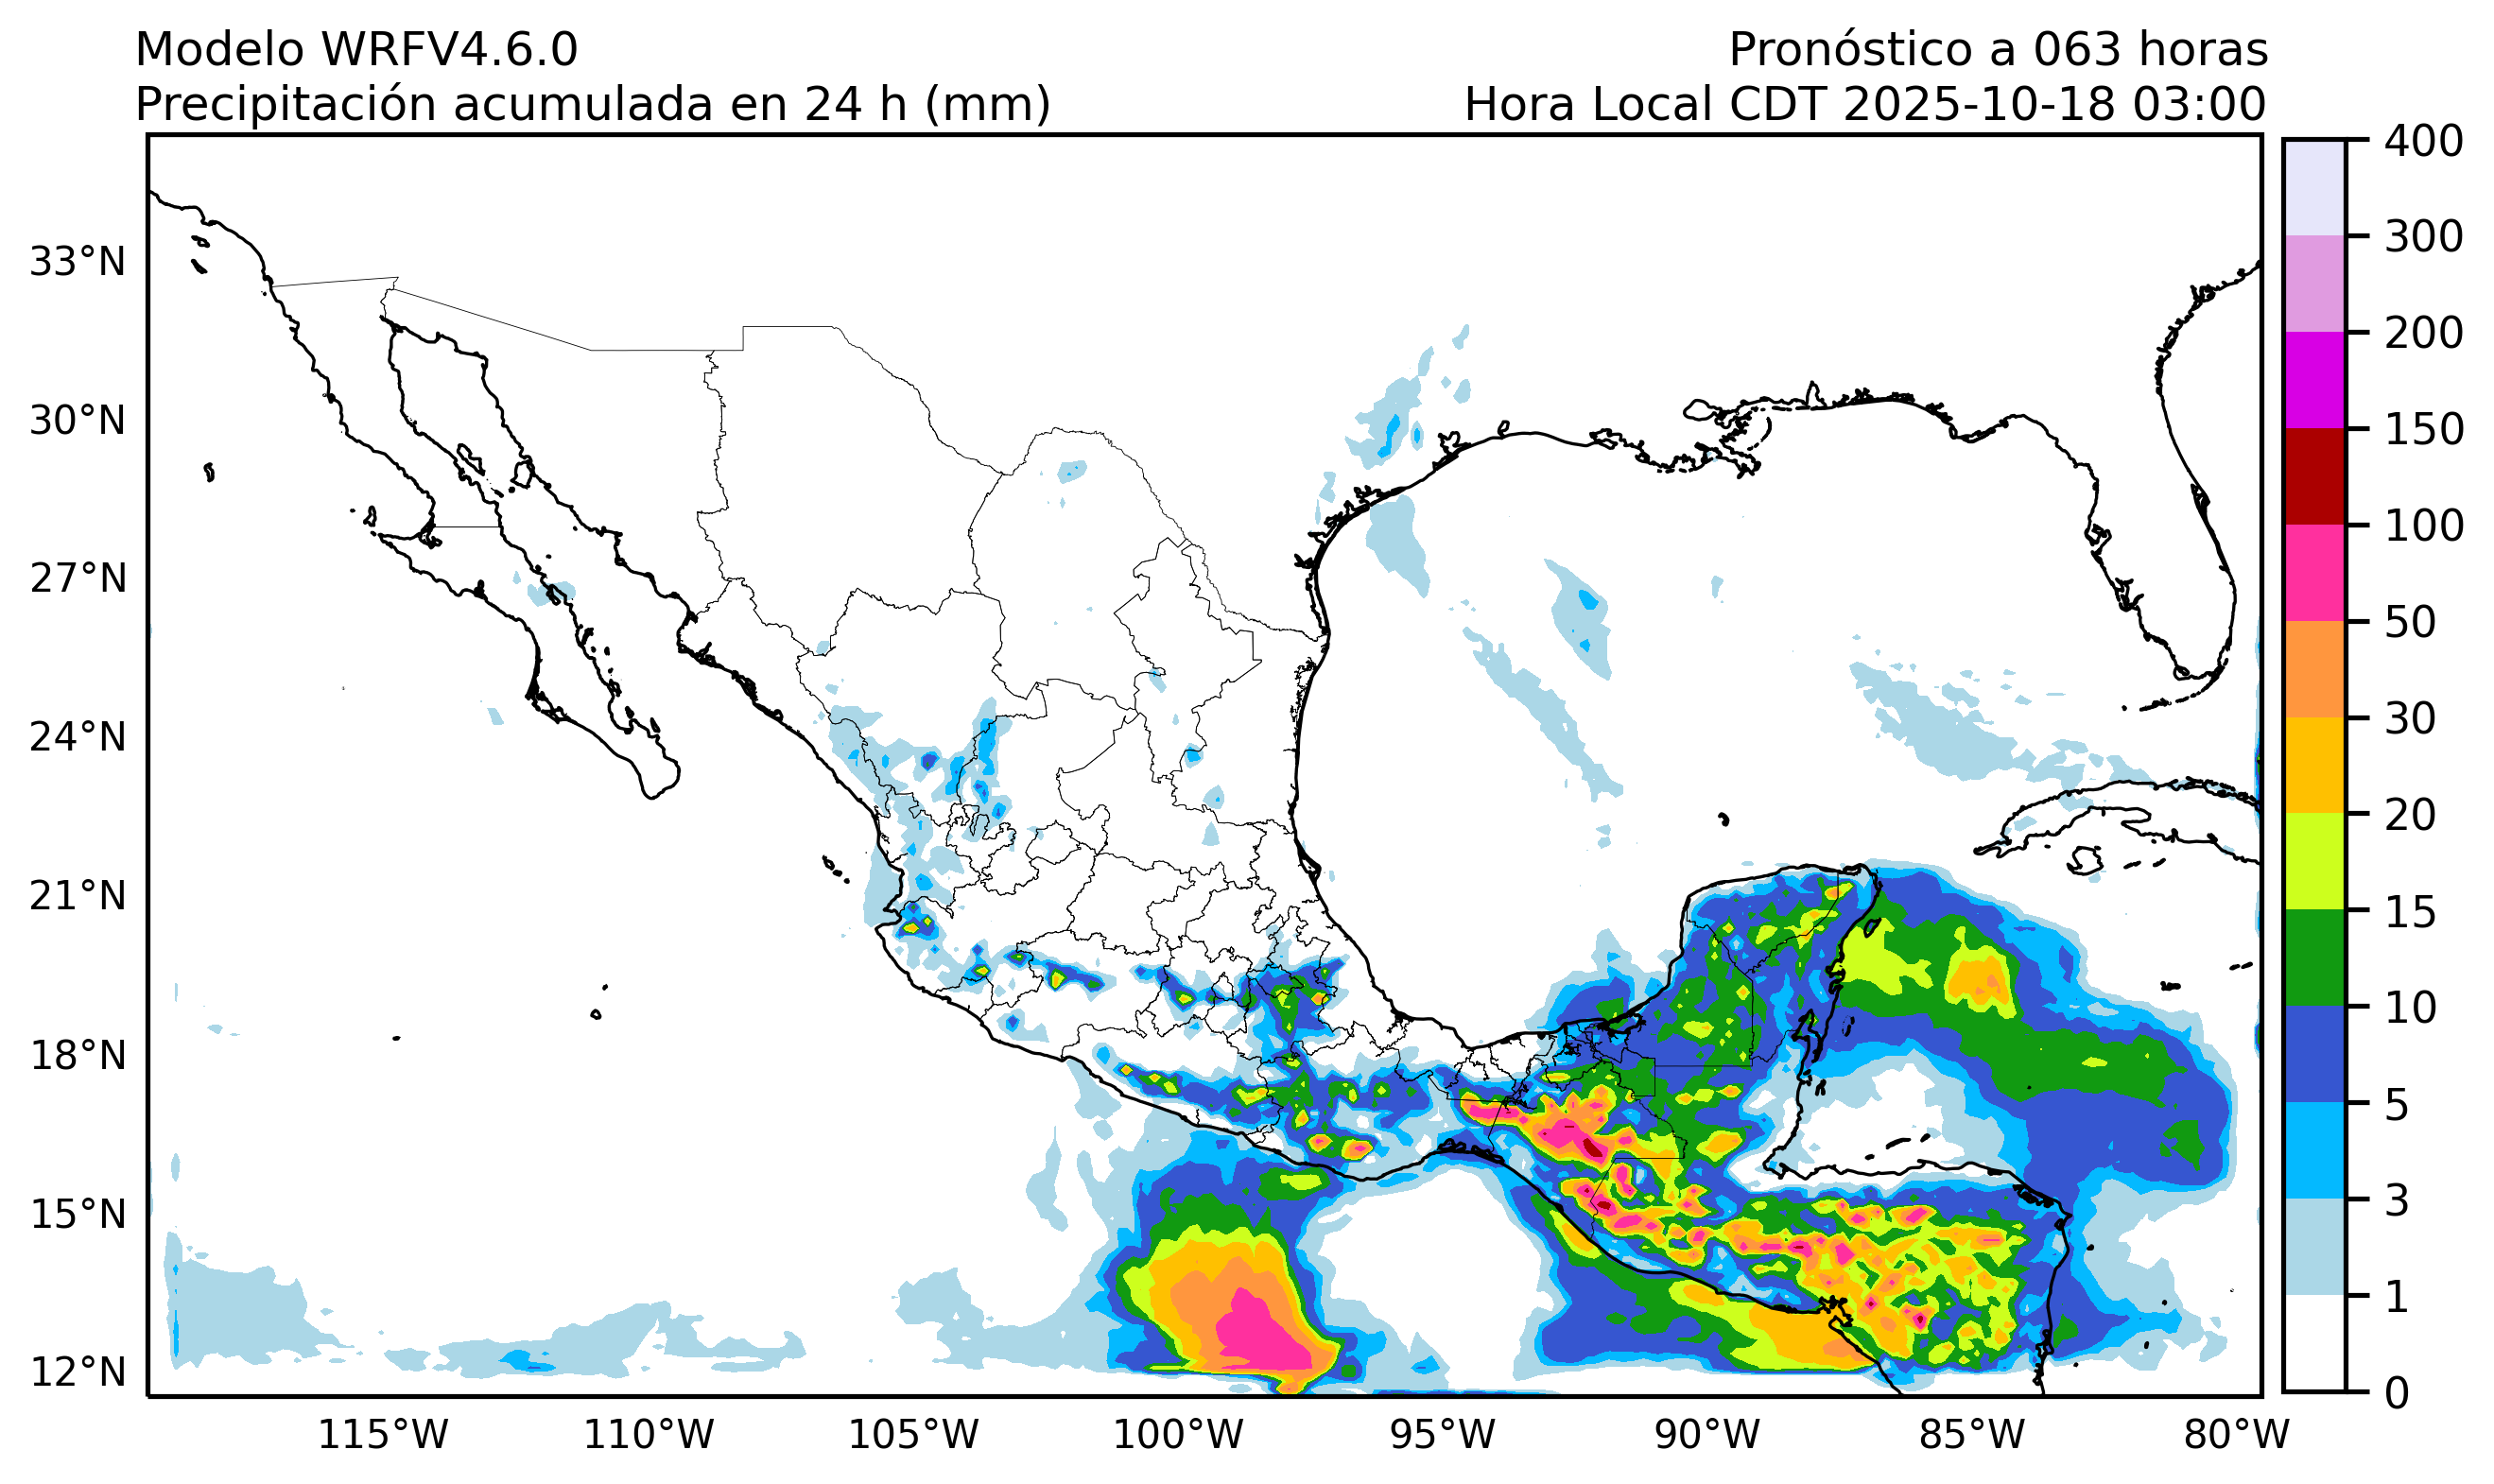 Modelo WRFV4.6.0
Pronóstico a 063 horas
Precipitación acumulada en 24 h (mm)
Hora Local CDT 2025-10-18 03:00
33°N
30°N
27°N
24°N
21°N
18°N
15°N
12°N
115°W
110°W
105°W
100°W
95°W
90°W
85°W
80°W
400
300
200
150
100
50
30
20
15
10
5
3
1
0